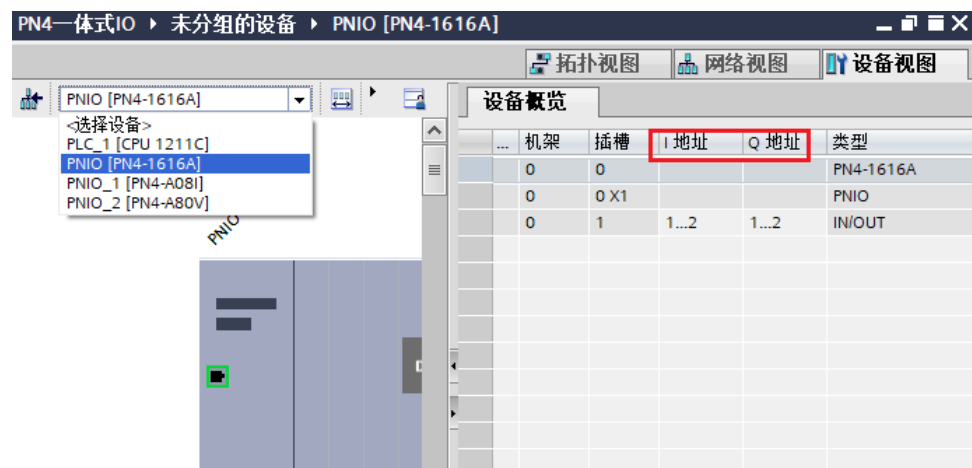 PN4一体式IO ▸ 未分组的设备 ▸ PNIO [PN4-1616A]
拓扑视图 网络视图 设备视图
PNIO [PN4-1616A]
<选择设备>
PLC_1 [CPU 1211C]
PNIO [PN4-1616A]
PNIO_1 [PN4-A08I]
PNIO_2 [PN4-A80V]
PNIO
设备概览
... 机架 插槽 I 地址 Q 地址 类型
0 0 PN4-1616A
0 0 X1 PNIO
0 1 1...2 1...2 IN/OUT